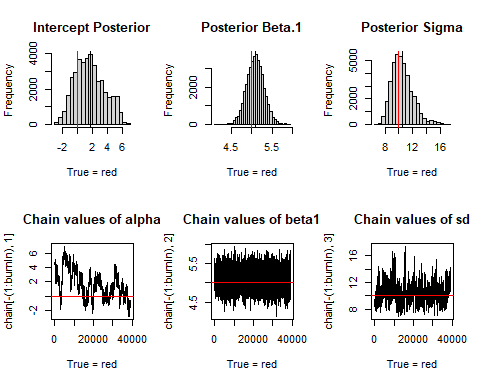 Intercept Posterior
Frequency
0 2000 4000
-2 2 4 6
True = red
Posterior Beta.1
Frequency
0 2000
4.5 5.5
True = red
Posterior Sigma
Frequency
0 2000 5000
8 12 16
True = red
Chain values of alpha
chain[-(1:burnIn), 1]
-2 2 4 6
0 20000 40000
True = red
Chain values of beta1
chain[-(1:burnIn), 2]
4.5 5.5
0 20000 40000
True = red
Chain values of sd
chain[-(1:burnIn), 3]
8 12 16
0 20000 40000
True = red